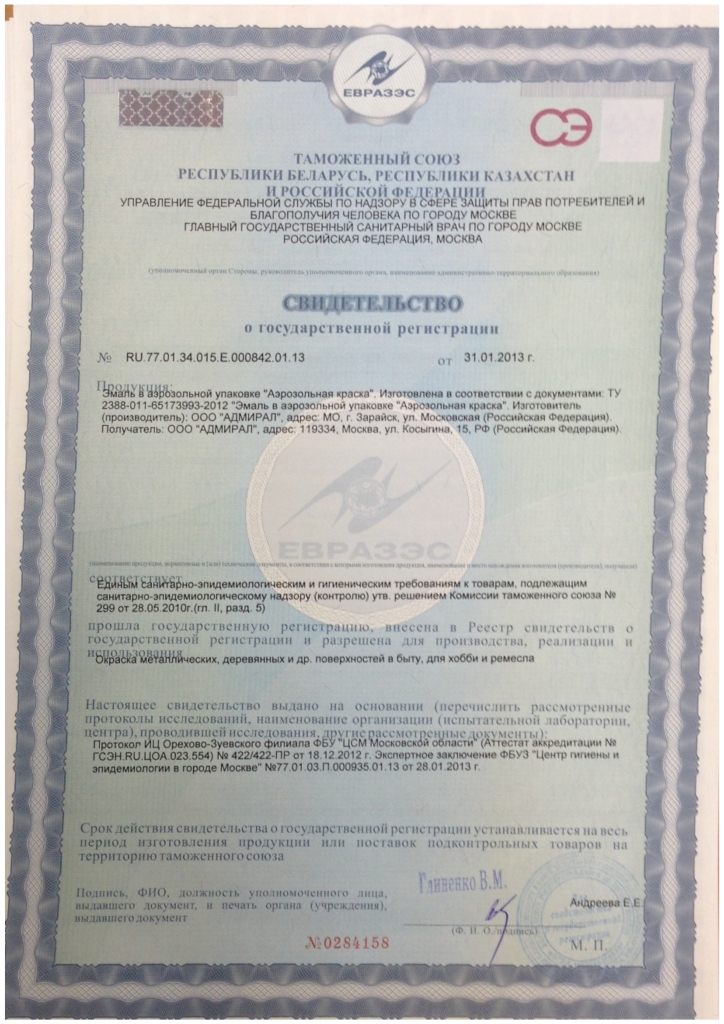 ЕВРАЗЭС
СЭ
ТАМОЖЕННЫЙ СОЮЗ
РЕСПУБЛИКИ БЕЛАРУСЬ, РЕСПУБЛИКИ КАЗАХСТАН
И РОССИЙСКОЙ ФЕДЕРАЦИИ
УПРАВЛЕНИЕ ФЕДЕРАЛЬНОЙ СЛУЖБЫ ПО НАДЗОРУ В СФЕРЕ ЗАЩИТЫ ПРАВ ПОТРЕБИТЕЛЕЙ И
БЛАГОПОЛУЧИЯ ЧЕЛОВЕКА ПО ГОРОДУ МОСКВЕ
ГЛАВНЫЙ ГОСУДАРСТВЕННЫЙ САНИТАРНЫЙ ВРАЧ ПО ГОРОДУ МОСКВЕ
РОССИЙСКАЯ ФЕДЕРАЦИЯ, МОСКВА
(уполномоченный орган Стороны, руководитель уполномоченного органа, наименование административно-территориального образования)
СВИДЕТЕЛЬСТВО
о государственной регистрации
№ RU.77.01.34.015.E.000842.01.13 от 31.01.2013 г.
Продукция:
Эмаль в аэрозольной упаковке "Аэрозольная краска". Изготовлена в соответствии с документами: ТУ
2388-011-65173993-2012 "Эмаль в аэрозольной упаковке "Аэрозольная краска". Изготовитель
(производитель): ООО "АДМИРАЛ", адрес: МО, г. Зарайск, ул. Московская (Российская Федерация).
Получатель: ООО "АДМИРАЛ", адрес: 119334, Москва, ул. Косыгина, 15, РФ (Российская Федерация).
ЕВРАЗЭС
(наименование продукции, нормативные и (или) технические документы, в соответствии с которыми изготовлена продукция, наименование и место нахождения изготовителя (производителя), получателя)
соответствует
Единым санитарно-эпидемиологическим и гигиеническим требованиям к товарам, подлежащим
санитарно-эпидемиологическому надзору (контролю) утв. решением Комиссии таможенного союза №
299 от 28.05.2010г.(гл. II, разд. 5)
прошла государственную регистрацию, внесена в Реестр свидетельств о
государственной регистрации и разрешена для производства, реализации и
использования
Окраска металлических, деревянных и др. поверхностей в быту, для хобби и ремесла
Настоящее свидетельство выдано на основании (перечислить рассмотренные
протоколы исследований, наименование организации (испытательной лаборатории,
центра), проводившей исследования, другие рассмотренные документы):
Протокол ИЦ Орехово-Зуевского филиала ФБУ "ЦСМ Московской области" (Аттестат аккредитации №
ГСЭН.RU.ЦОА.023.554) № 422/422-ПР от 18.12.2012 г. Экспертное заключение ФБУЗ "Центр гигиены и
эпидемиологии в городе Москве" №77.01.03.П.000935.01.13 от 28.01.2013 г.
Срок действия свидетельства о государственной регистрации устанавливается на весь
период изготовления продукции или поставок подконтрольных товаров на
территорию таможенного союза
Глиненко В.М.
Подпись, ФИО, должность уполномоченного лица,
выдавшего документ, и печать органа (учреждения),
выдавшего документ
Андреева Е.Е.
(Ф. И. О./подпись)
М. П.
№0284158